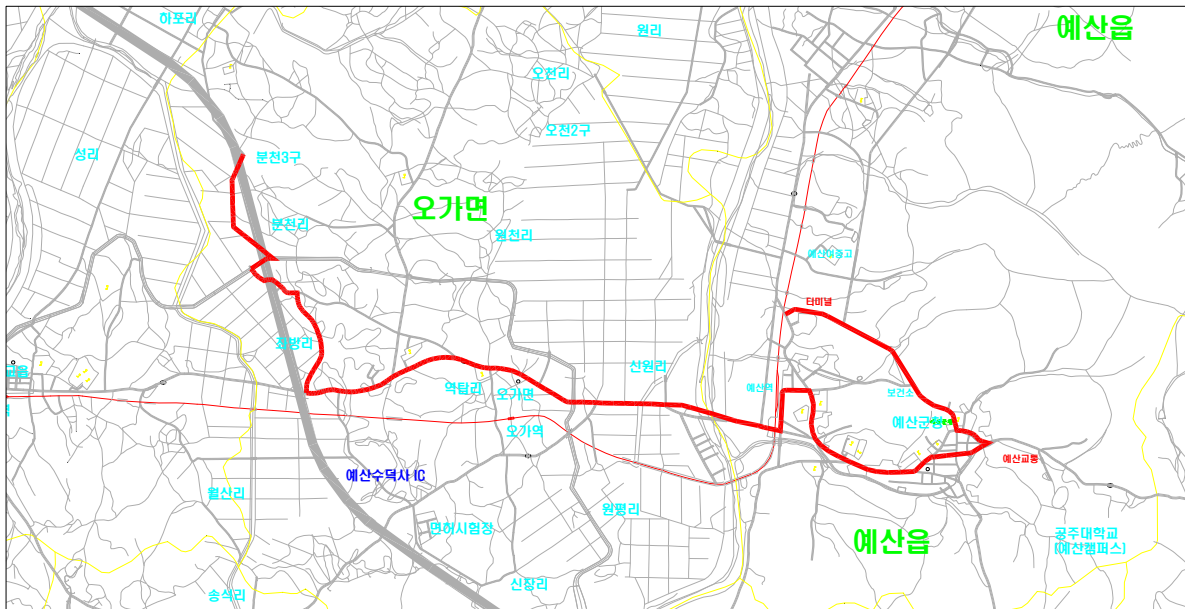 하포리
원리
예산읍
오천리
오천2구
성리
분천3구
오가면
분천리
원천리
예산여중고
터미널
조방리
신원리
군읍
역탑리
오가면
예산역
보건소
예산군청
오가역
예산교통
예산수덕사 IC
월산리
원평리
면허시험장
예산읍
공주대학교
(예산캠퍼스)
신장리
송석리